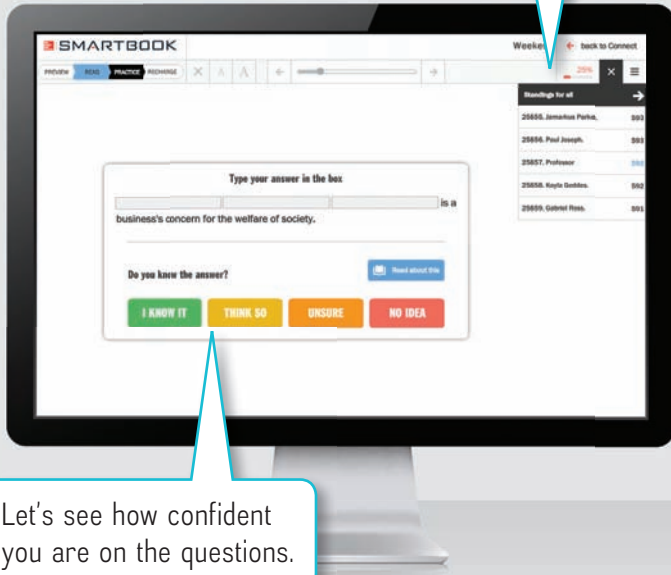 SMARTBOOK
Weeke
back to Connect
PREVIEW READ PRACTICE RECHARGE X A A
25%
Standings for all
25655. Jamarkus Parker, 593
25656. Paul Joseph. 593
25657. Professor 593
25658. Kayla Geddes. 592
25659. Gabriel Ross. 591
Type your answer in the box
is a
business's concern for the welfare of society.
Do you know the answer?
Read about this
I KNOW IT
THINK SO
UNSURE
NO IDEA
Let's see how confident
you are on the questions.